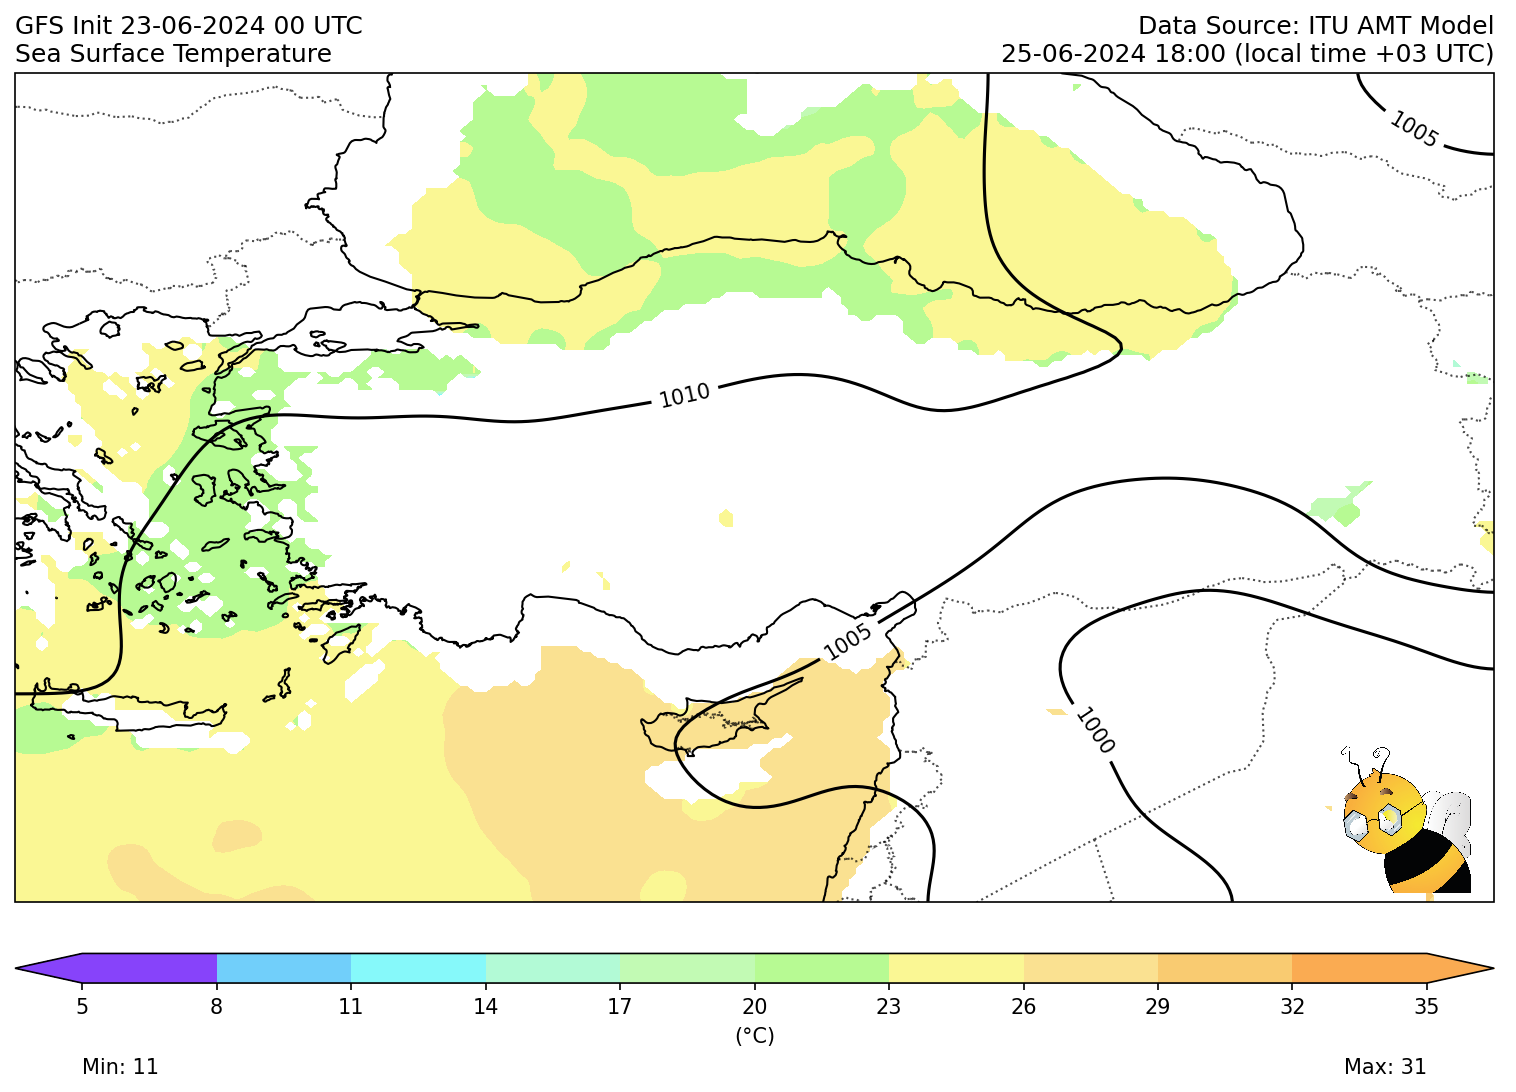 GFS Init 23-06-2024 00 UTC
Sea Surface Temperature
Data Source: ITU AMT Model
25-06-2024 18:00 (local time +03 UTC)
1005
1010
1005
1000
5 8 11 14 17 20 23 26 29 32 35
(°C)
Min: 11
Max: 31